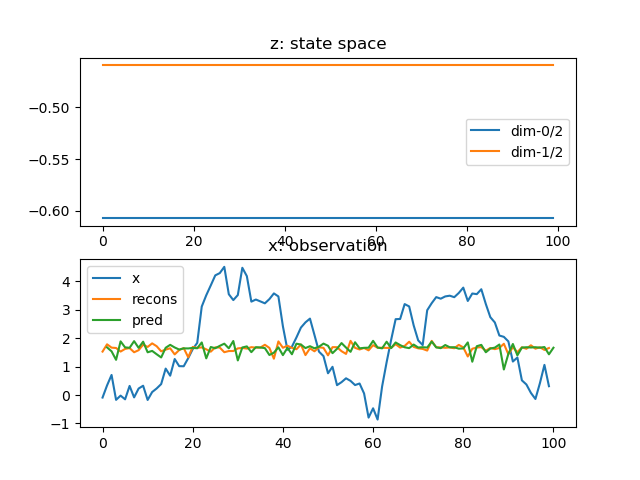 z: state space
−0.50
−0.55
−0.60
dim-0/2
dim-1/2
0 20 40 60 80 100
x: observation
4
3
2
1
0
−1
x
recons
pred
0 20 40 60 80 100